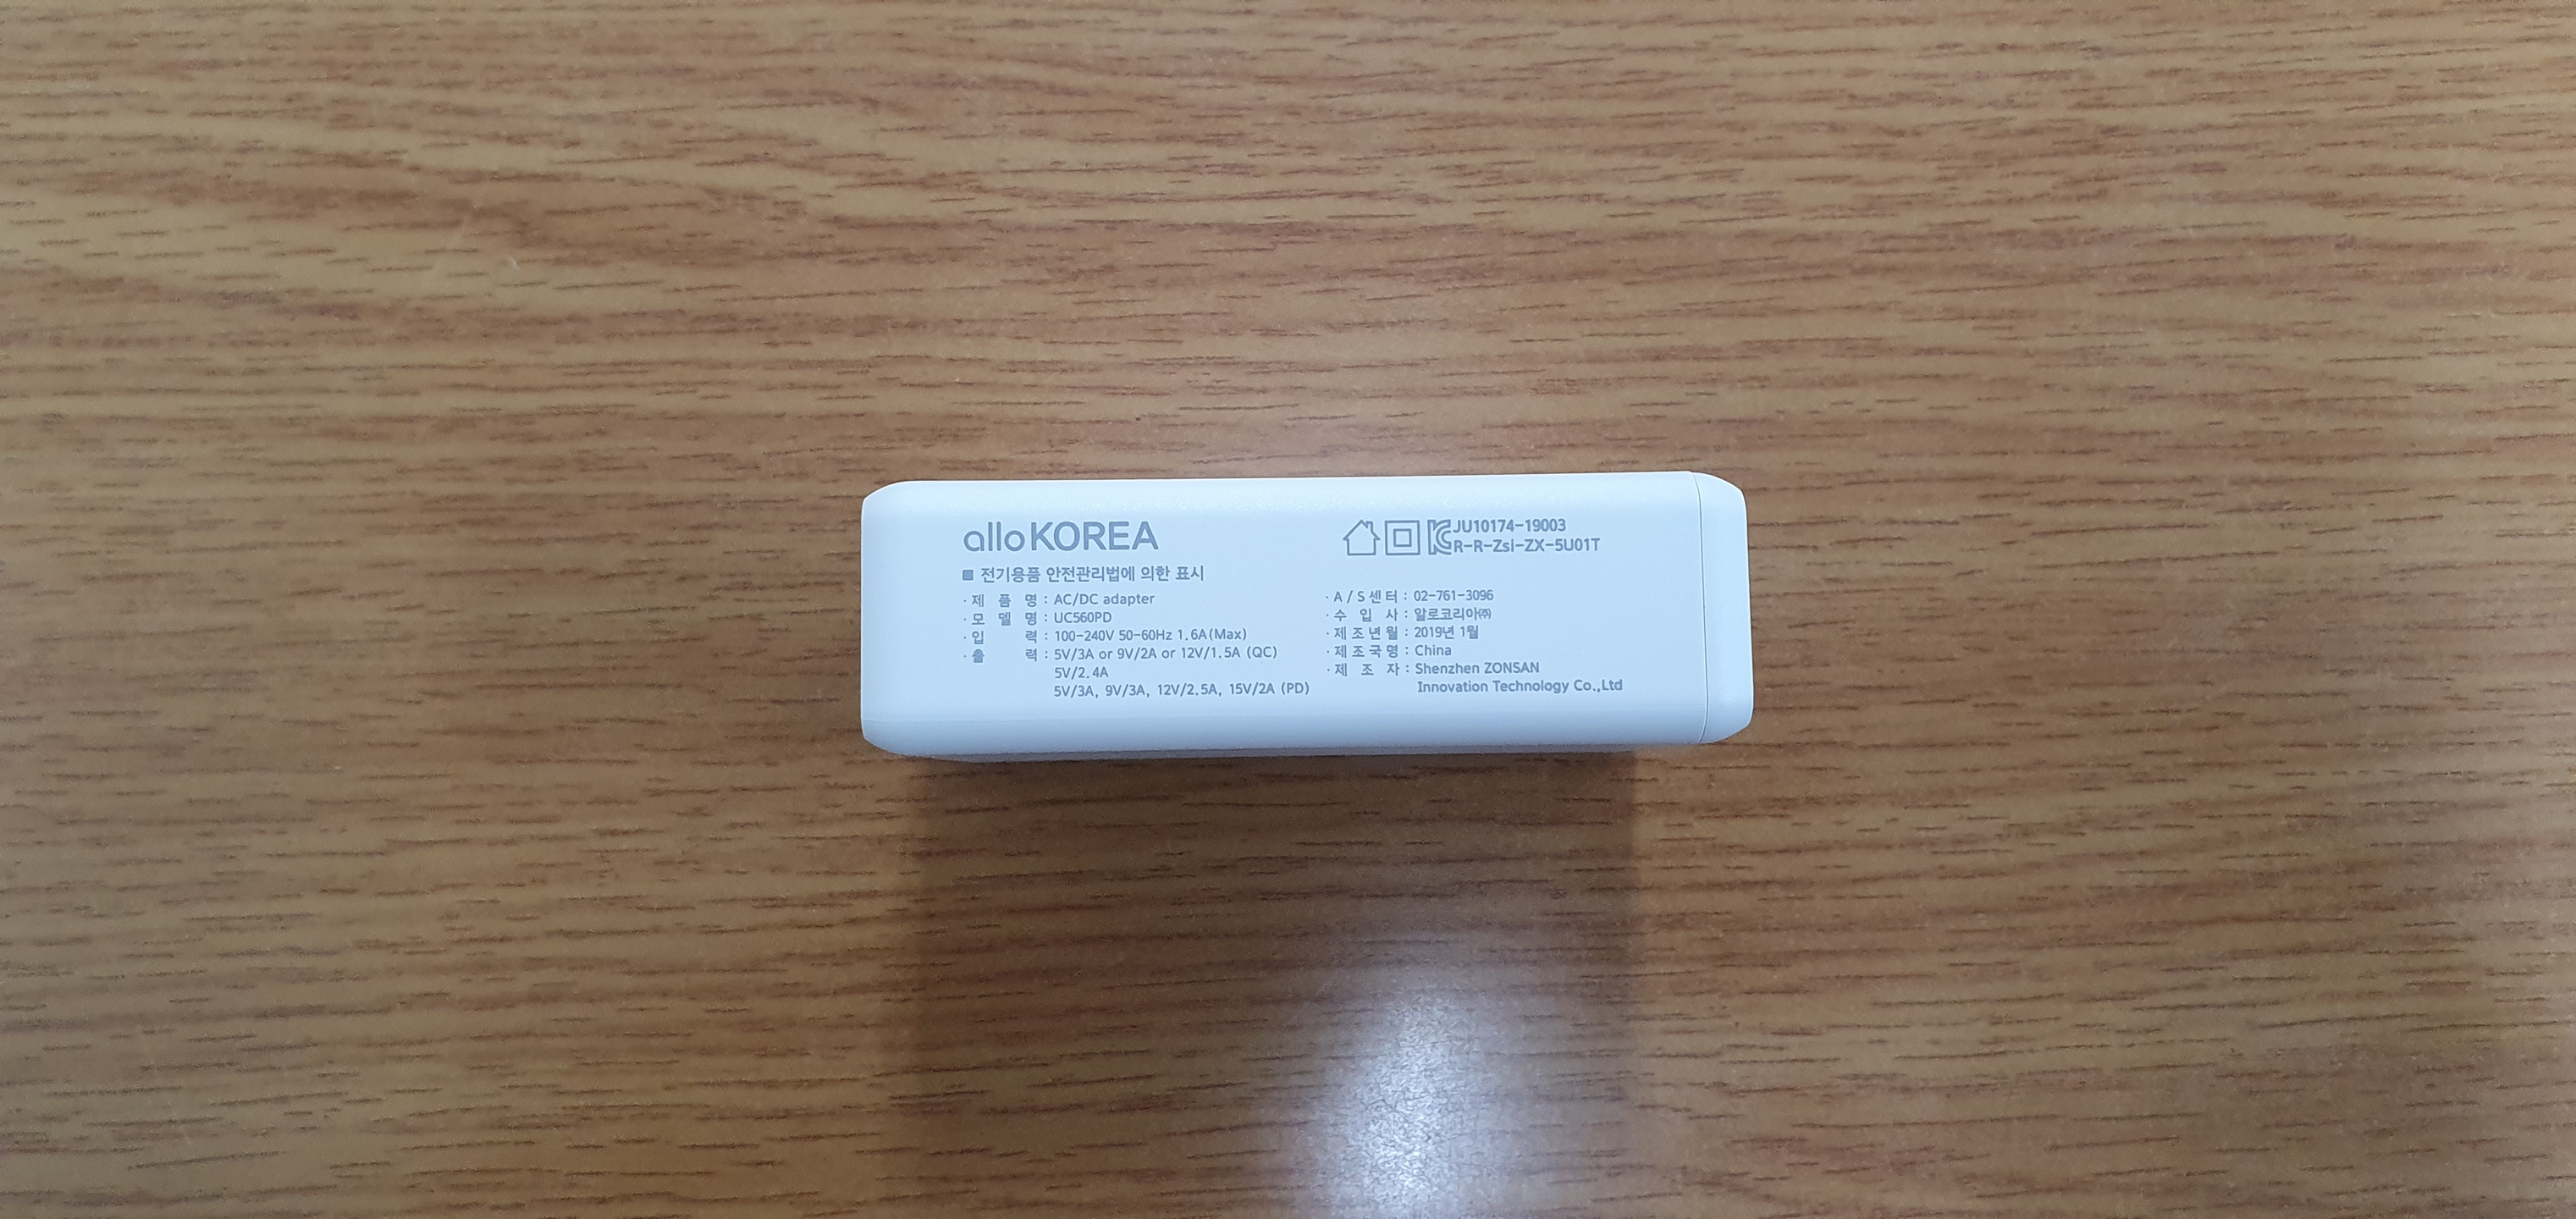 alloKOREA
■ 전기용품 안전관리법에 의한 표시
· 제 품 명 : AC/DC adapter
· 모 델 명 : UC560PD
· 입 력 : 100-240V 50-60Hz 1.6A(Max)
· 출 력 : 5V/3A or 9V/2A or 12V/1.5A (QC)
5V/2.4A
5V/3A, 9V/3A, 12V/2.5A, 15V/2A (PD)
JU10174-19003
R-R-Zsl-ZX-5U01T
· A / S 센 터 : 02-761-3096
· 수 입 사 : 알로코리아㈜
· 제 조 년 월 : 2019년 1월
· 제 조 국 명 : China
· 제 조 자 : Shenzhen ZONSAN
Innovation Technology Co.,Ltd